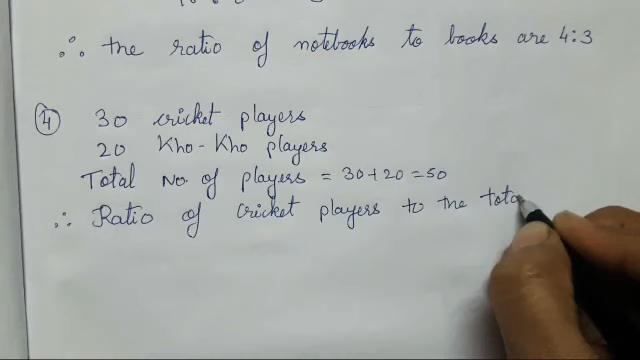 ∴ the ratio of notebooks to books are 4:3
④ 30 cricket players
20 Kho-Kho players
Total No. of players = 30+20 = 50
∴ Ratio of cricket players to the tota